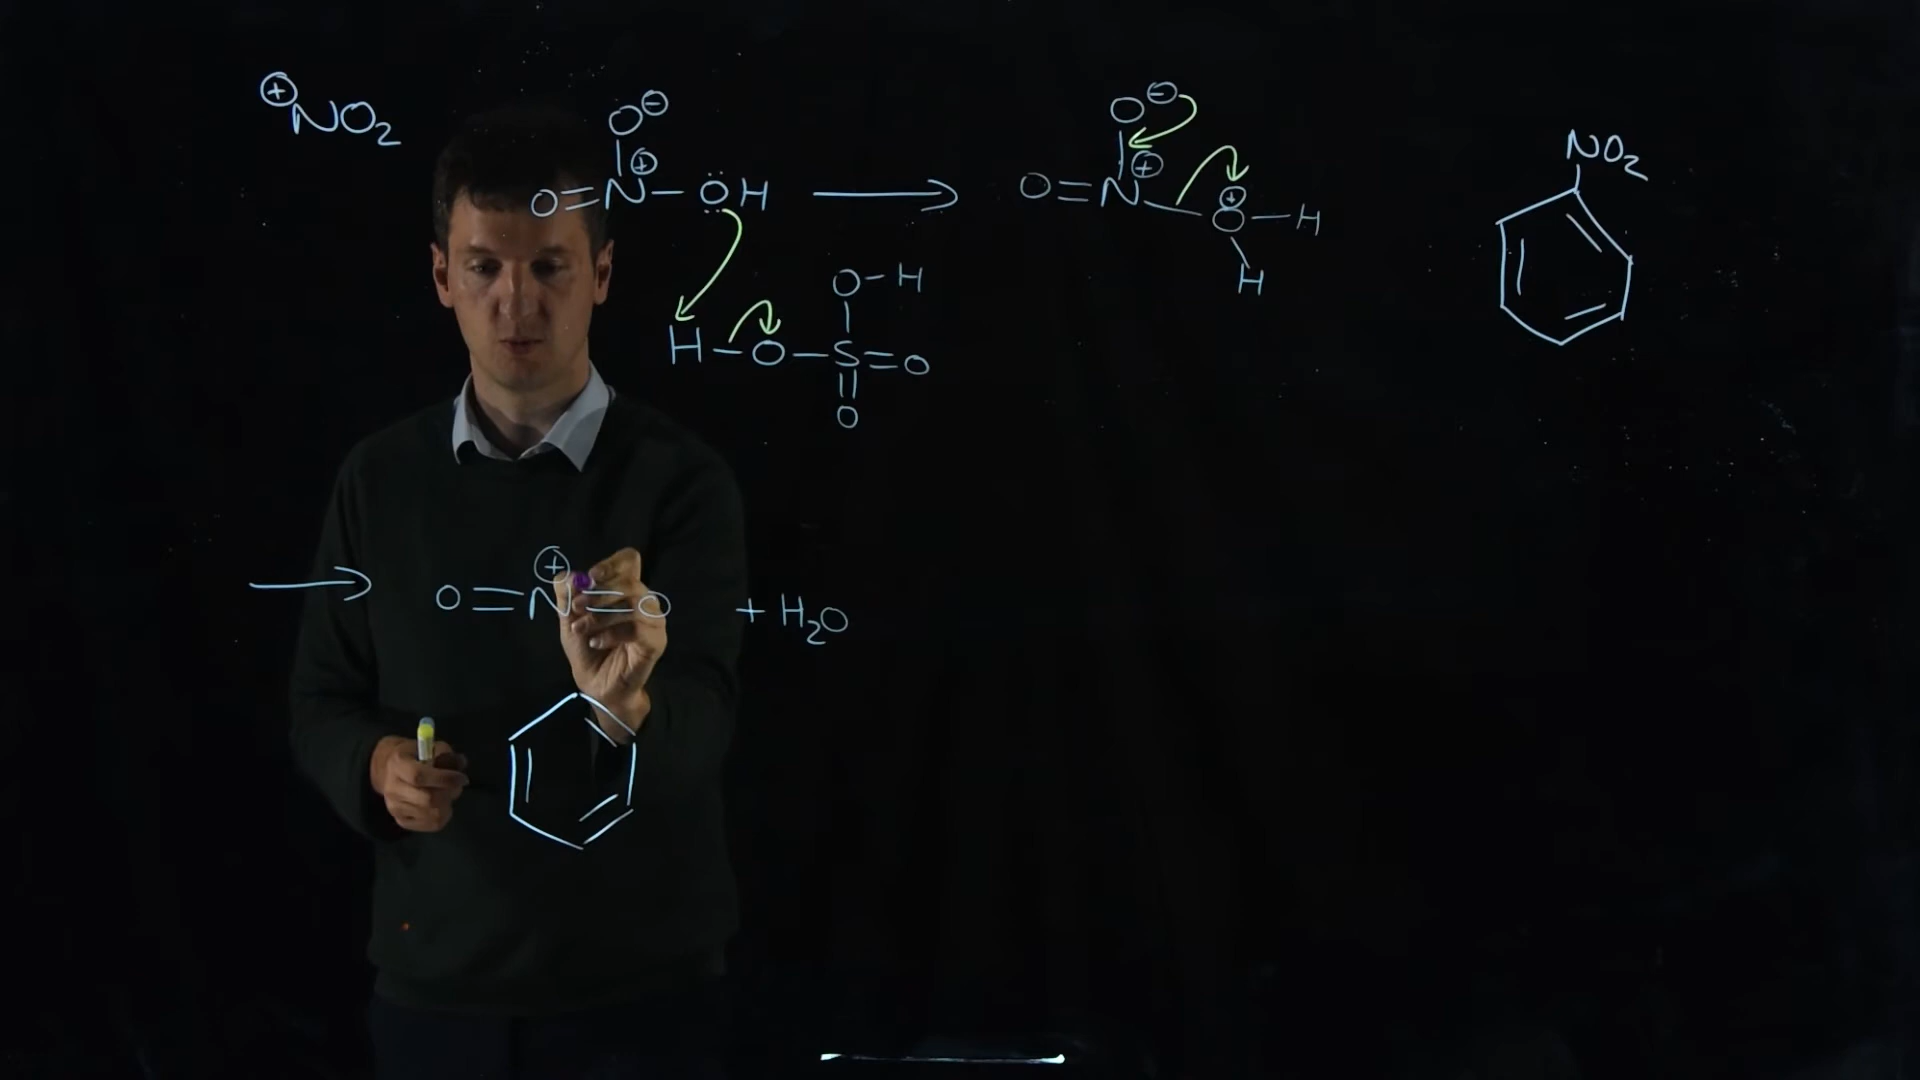 ⊕NO₂
O⊖
O=N⊕–ÖH
H–O–S=O
O–H
O
O⊖
O=N⊕–O⊕–H
H
NO₂
O=N⊕=O + H₂O